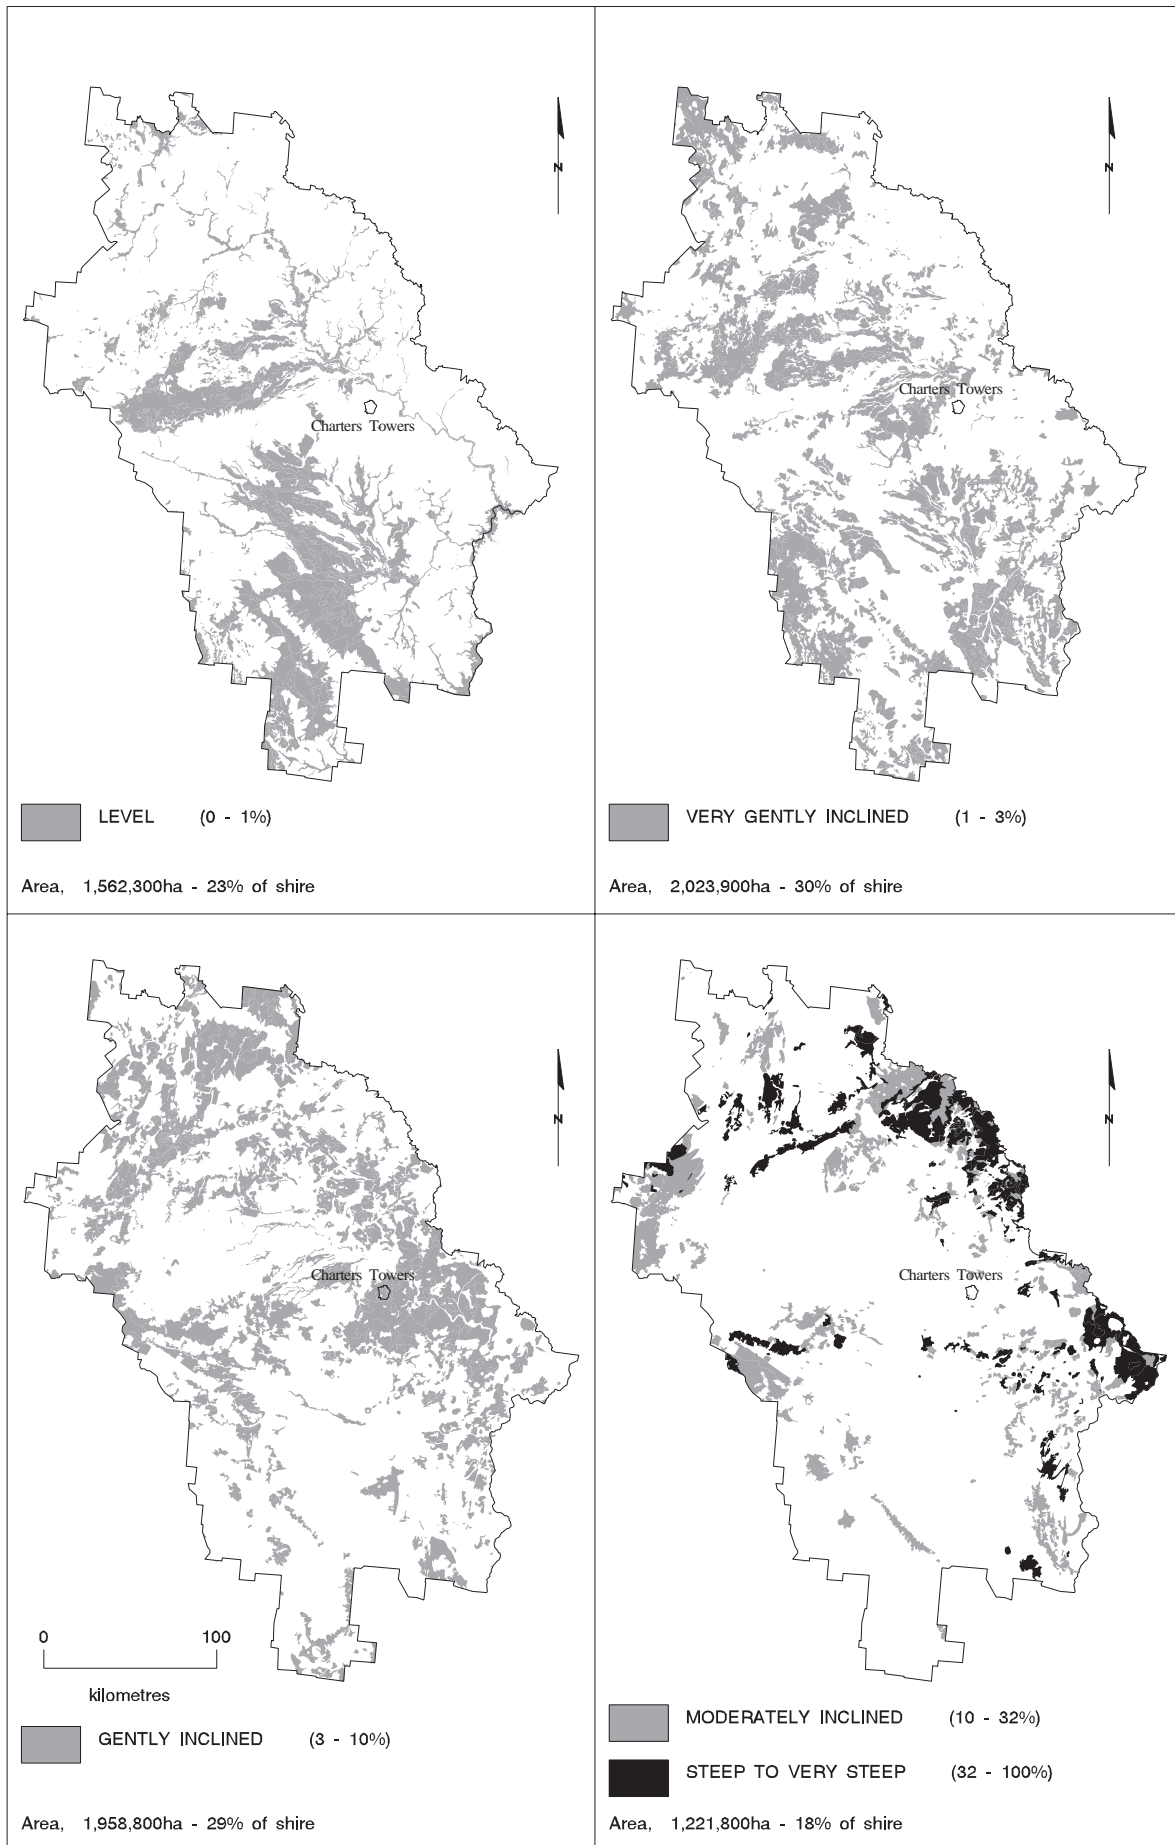 N
Charters Towers
LEVEL (0 - 1%)
Area, 1,562,300ha - 23% of shire
N
Charters Towers
VERY GENTLY INCLINED (1 - 3%)
Area, 2,023,900ha - 30% of shire
N
Charters Towers
0 100
kilometres
GENTLY INCLINED (3 - 10%)
Area, 1,958,800ha - 29% of shire
N
Charters Towers
MODERATELY INCLINED (10 - 32%)
STEEP TO VERY STEEP (32 - 100%)
Area, 1,221,800ha - 18% of shire